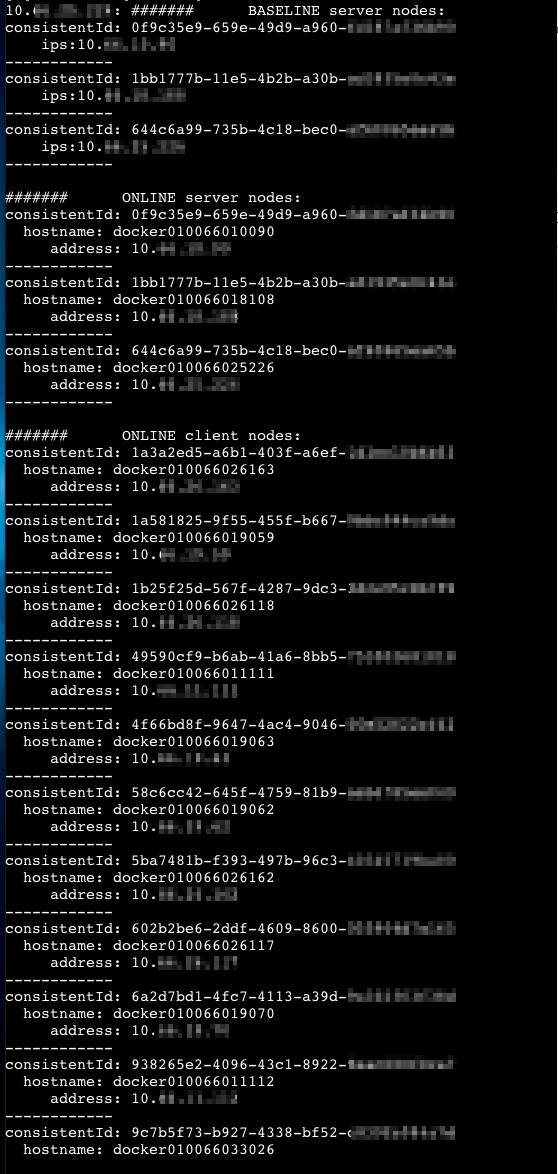 10. : ####### BASELINE server nodes:
consistentId: 0f9c35e9-659e-49d9-a960-
ips:10.
------------
consistentId: 1bb1777b-11e5-4b2b-a30b-
ips:10.
------------
consistentId: 644c6a99-735b-4c18-bec0-
ips:10.
------------
####### ONLINE server nodes:
consistentId: 0f9c35e9-659e-49d9-a960-
hostname: docker010066010090
address: 10.
------------
consistentId: 1bb1777b-11e5-4b2b-a30b-
hostname: docker010066018108
address: 10.
------------
consistentId: 644c6a99-735b-4c18-bec0-
hostname: docker010066025226
address: 10.
------------
####### ONLINE client nodes:
consistentId: 1a3a2ed5-a6b1-403f-a6ef-
hostname: docker010066026163
address: 10.
------------
consistentId: 1a581825-9f55-455f-b667-
hostname: docker010066019059
address: 10.
------------
consistentId: 1b25f25d-567f-4287-9dc3-
hostname: docker010066026118
address: 10.
------------
consistentId: 49590cf9-b6ab-41a6-8bb5-
hostname: docker010066011111
address: 10.
------------
consistentId: 4f66bd8f-9647-4ac4-9046-
hostname: docker010066019063
address: 10.
------------
consistentId: 58c6cc42-645f-4759-81b9-
hostname: docker010066019062
address: 10.
------------
consistentId: 5ba7481b-f393-497b-96c3-
hostname: docker010066026162
address: 10.
------------
consistentId: 602b2be6-2ddf-4609-8600-
hostname: docker010066026117
address: 10.
------------
consistentId: 6a2d7bd1-4fc7-4113-a39d-
hostname: docker010066019070
address: 10.
------------
consistentId: 938265e2-4096-43c1-8922-
hostname: docker010066011112
address: 10.
------------
consistentId: 9c7b5f73-b927-4338-bf52-
hostname: docker010066033026